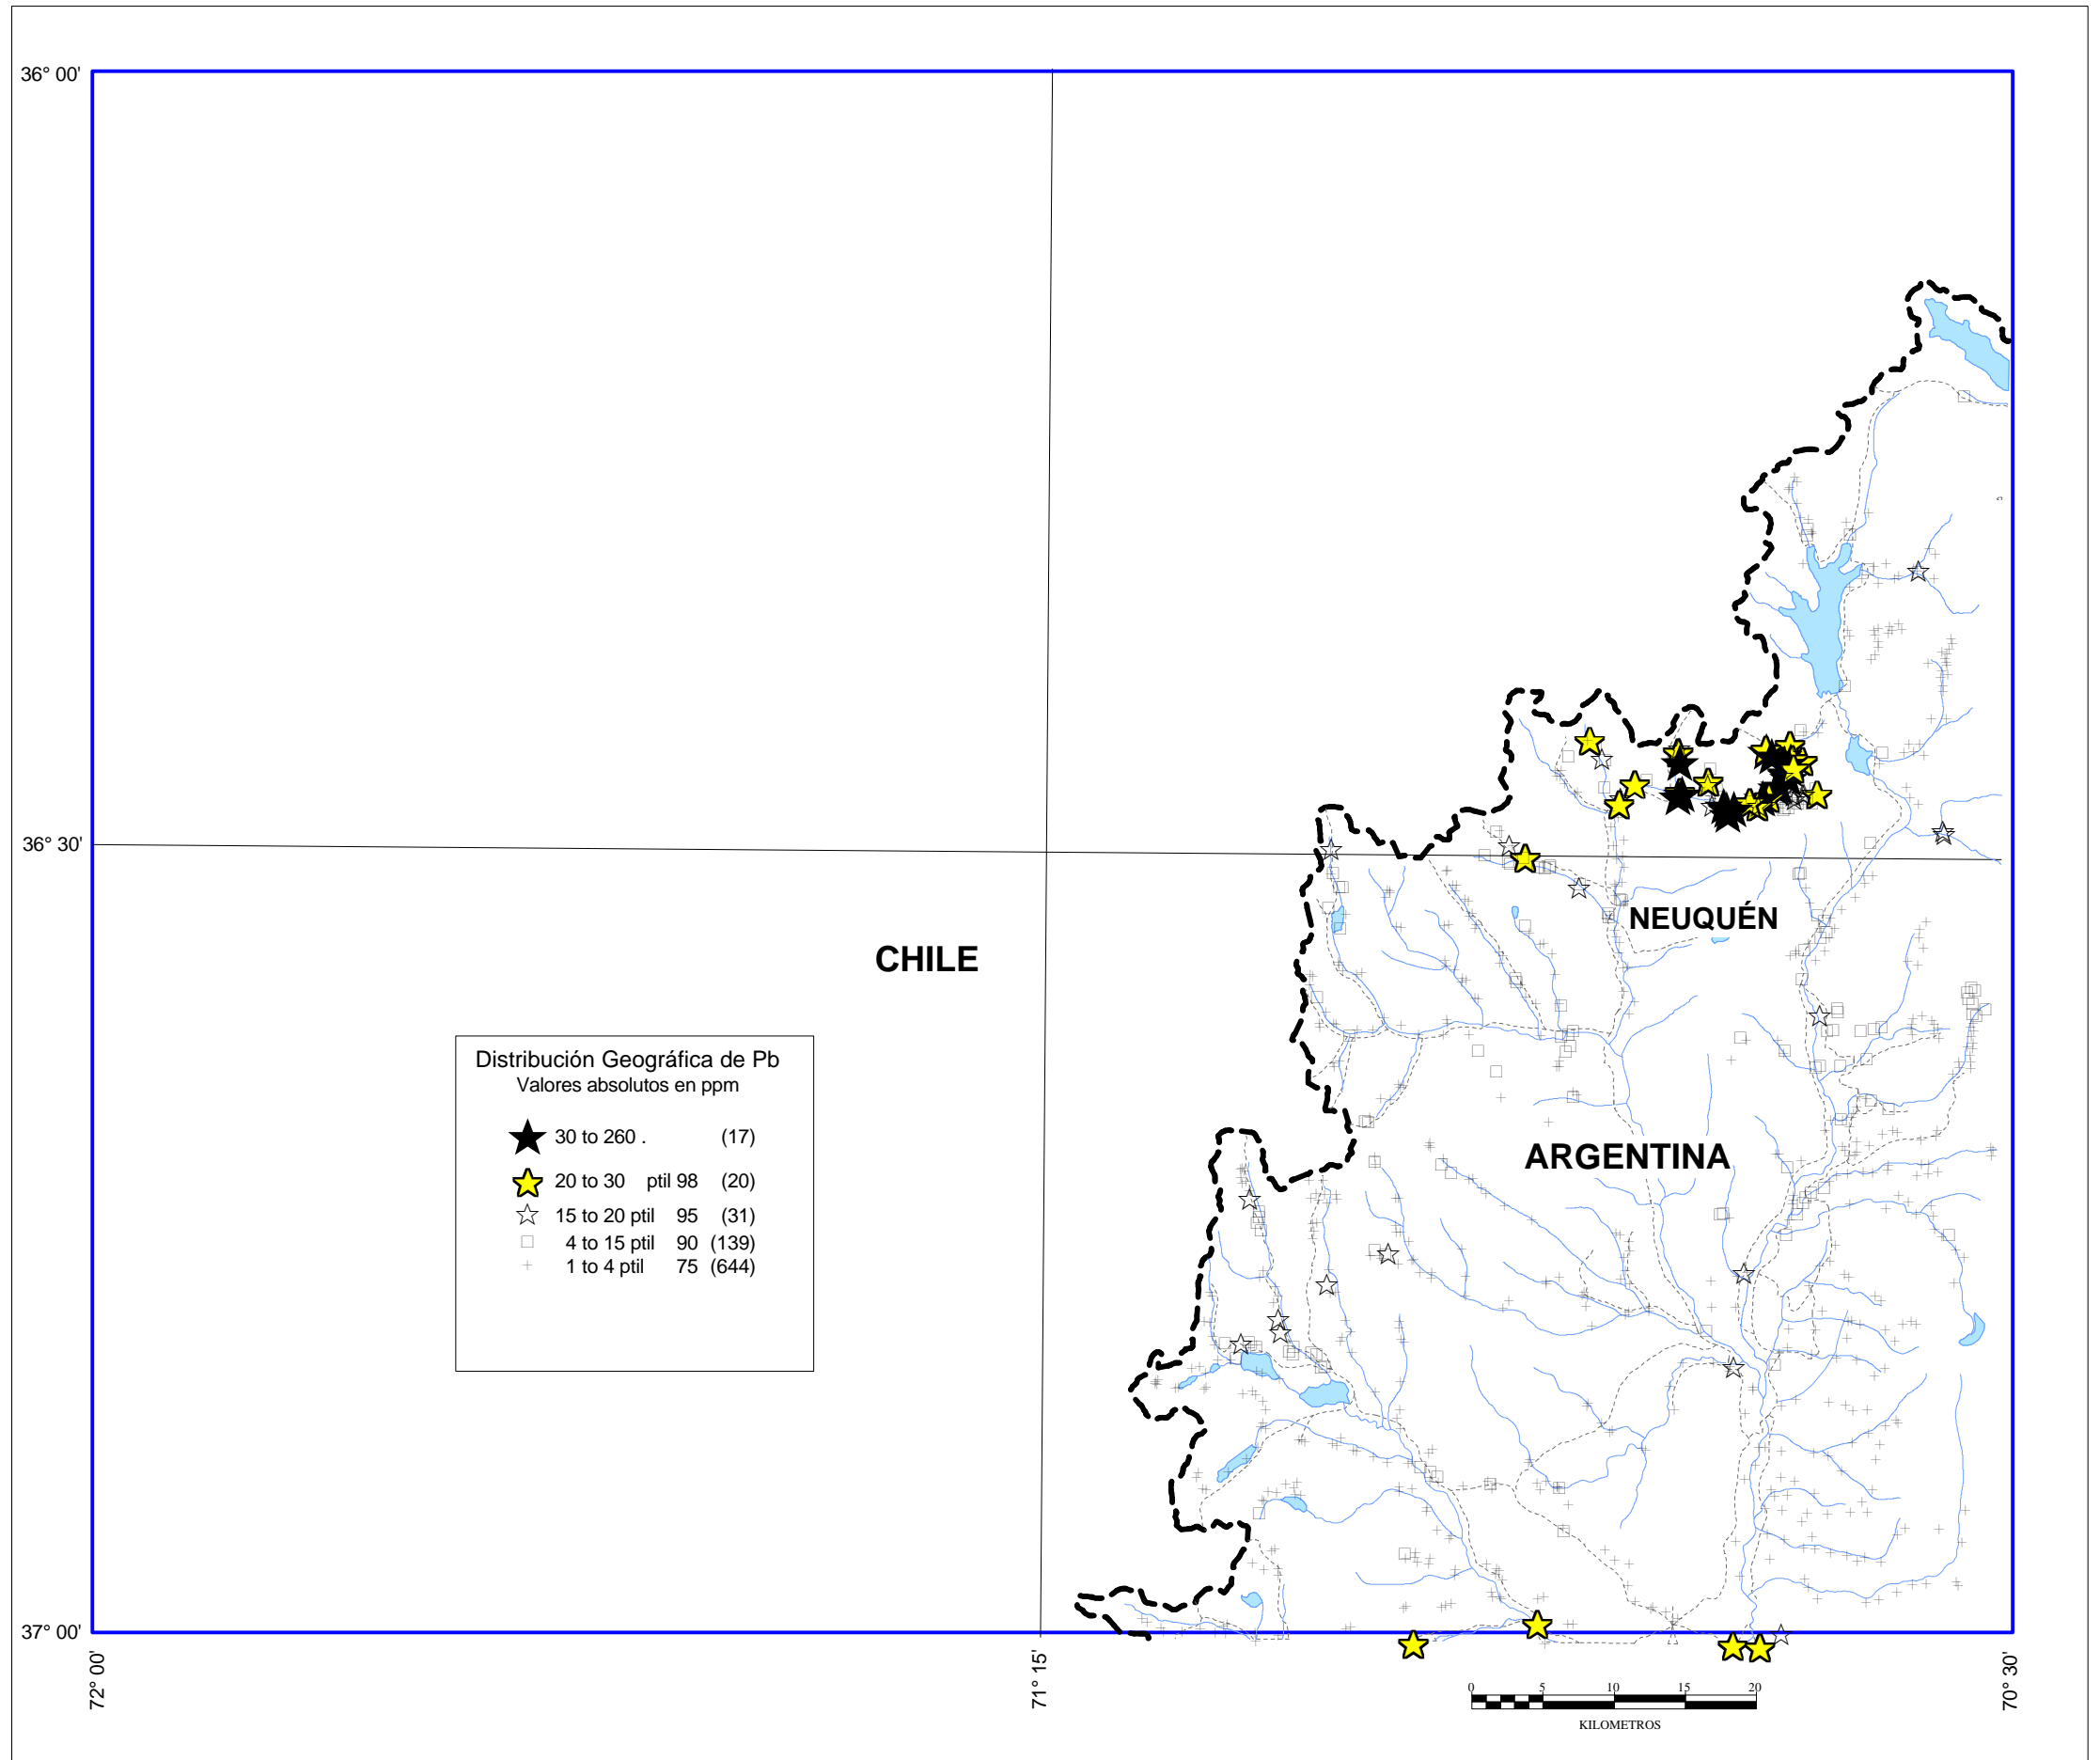 36° 00'
36° 30'
NEUQUÉN
CHILE
Distribución Geográfica de Pb
Valores absolutos en ppm
30 to 260 . (17)
20 to 30 ptil 98 (20)
15 to 20 ptil 95 (31)
4 to 15 ptil 90 (139)
1 to 4 ptil 75 (644)
ARGENTINA
37° 00'
72° 00'
71° 15'
70° 30'
0 5 10 15 20
KILOMETROS